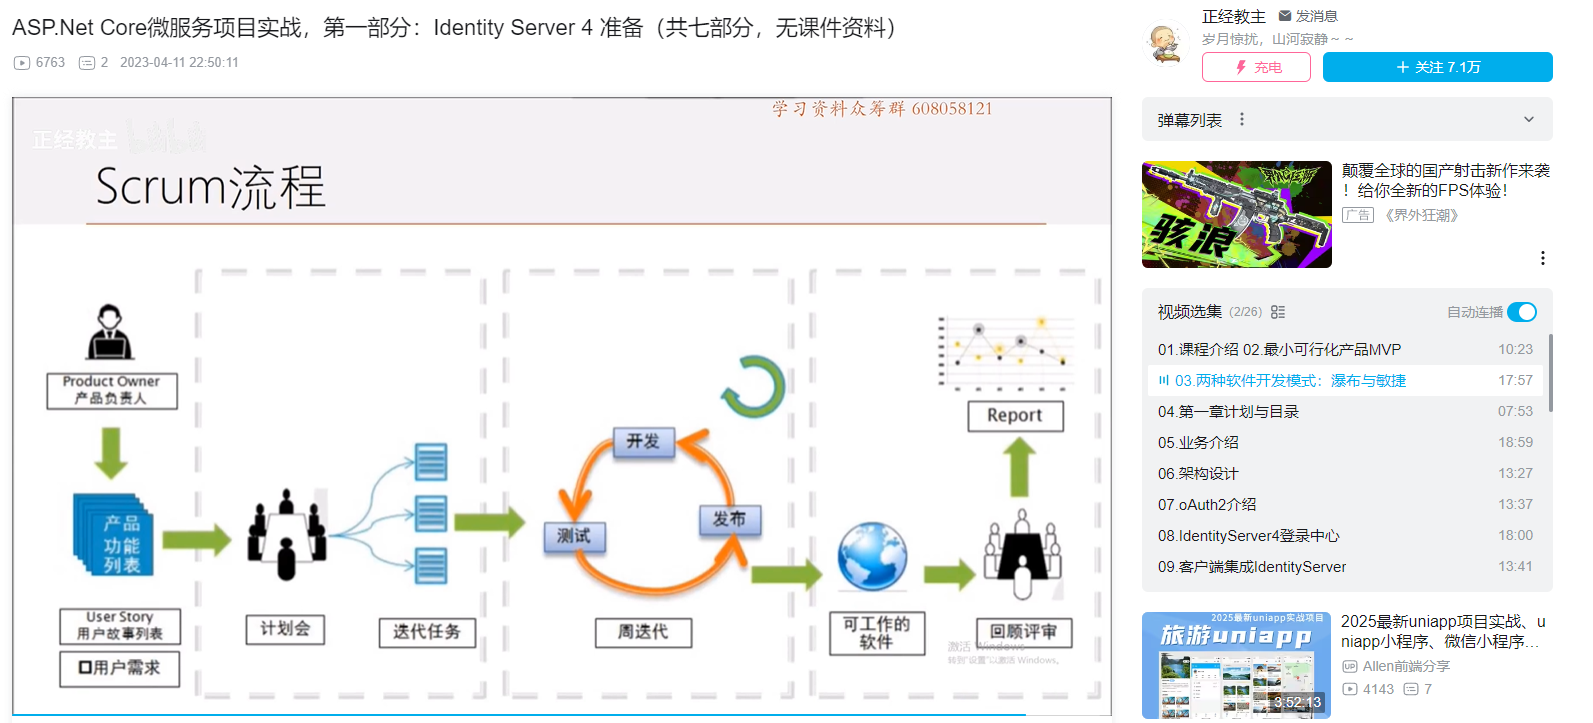 ASP.Net Core微服务项目实战，第一部分：Identity Server 4 准备（共七部分，无课件资料）
6763 2 2023-04-11 22:50:11
学习资料众筹群 608058121
正经教主 bilibili
Scrum流程
Product Owner
产品负责人
产品
功能
列表
User Story
用户故事列表
用户需求
计划会
迭代任务
开发
测试
发布
周迭代
可工作的
软件
Report
回顾评审
激活 Windows
转到"设置"以激活 Windows。
正经教主 发消息
岁月惊扰，山河寂静～～
充电
+ 关注 7.1万
弹幕列表
骇浪
颠覆全球的国产射击新作来袭
！给你全新的FPS体验！
广告 《界外狂潮》
视频选集 (2/26) 自动连播
01.课程介绍 02.最小可行化产品MVP 10:23
03.两种软件开发模式：瀑布与敏捷 17:57
04.第一章计划与目录 07:53
05.业务介绍 18:59
06.架构设计 13:27
07.oAuth2介绍 13:37
08.IdentityServer4登录中心 18:00
09.客户端集成IdentityServer 13:41
2025最新uniapp实战项目
旅游uniapp
3:52:13
2025最新uniapp项目实战、u
niapp小程序、微信小程序...
UP Allen前端分享
4143 7